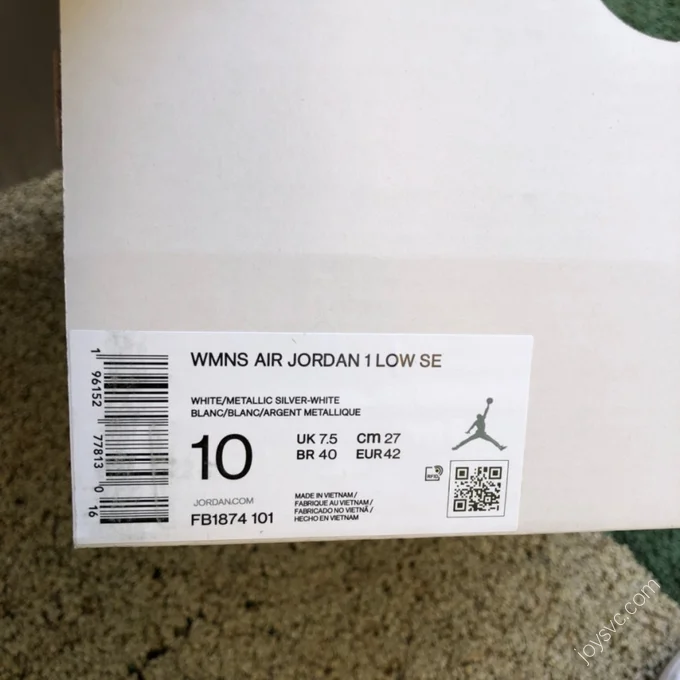 WMNS AIR JORDAN 1 LOW SE
WHITE/METALLIC SILVER-WHITE
BLANC/BLANC/ARGENT METALLIQUE
10
UK 7.5 cm 27
BR 40 EUR 42
JORDAN.COM
FB1874 101
MADE IN VIETNAM/
FABRIQUE AU VIETNAM/
FABRICADO NO VIETNÃ/
HECHO EN VIETNAM
1 96152 77813 0 16
RFID
joysvc.com